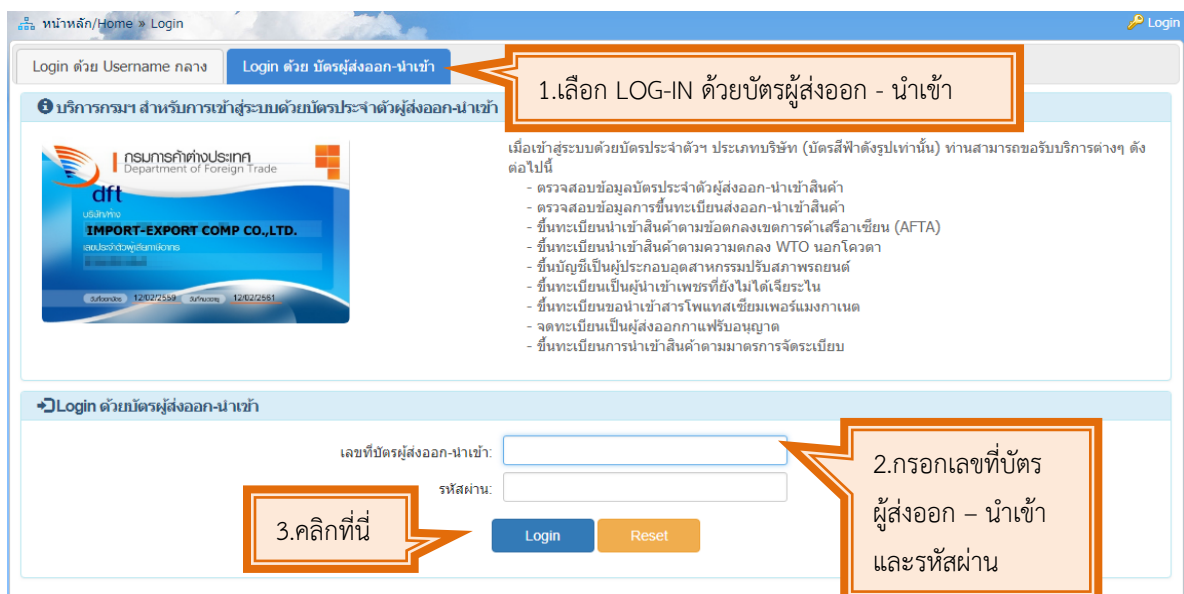 หน้าหลัก/Home » Login
Login
Login ด้วย Username กลาง
Login ด้วย บัตรผู้ส่งออก-นำเข้า
1.เลือก LOG-IN ด้วยบัตรผู้ส่งออก - นำเข้า
บริการกรมฯ สำหรับการเข้าสู่ระบบด้วยบัตรประจำตัวผู้ส่งออก-นำเข้า
กรมการค้าต่างประเทศ
Department of Foreign Trade
dft
บริษัท/ห้าง
IMPORT-EXPORT COMP CO.,LTD.
เลขประจำตัวผู้เสียภาษีอากร
วันที่ออกบัตร 12/02/2559 วันที่หมดอายุ 12/02/2561
เมื่อเข้าสู่ระบบด้วยบัตรประจำตัวฯ ประเภทบริษัท (บัตรสีฟ้าดังรูปเท่านั้น) ท่านสามารถขอรับบริการต่างๆ ดัง
ต่อไปนี้
- ตรวจสอบข้อมูลบัตรประจำตัวผู้ส่งออก-นำเข้าสินค้า
- ตรวจสอบข้อมูลการขึ้นทะเบียนส่งออก-นำเข้าสินค้า
- ขึ้นทะเบียนนำเข้าสินค้าตามข้อตกลงเขตการค้าเสรีอาเซียน (AFTA)
- ขึ้นทะเบียนนำเข้าสินค้าตามความตกลง WTO นอกโควตา
- ขึ้นบัญชีเป็นผู้ประกอบอุตสาหกรรมปรับสภาพรถยนต์
- ขึ้นทะเบียนเป็นผู้นำเข้าเพชรที่ยังไม่ได้เจียระไน
- ขึ้นทะเบียนขอนำเข้าสารโพแทสเซียมเพอร์แมงกาเนต
- จดทะเบียนเป็นผู้ส่งออกกาแฟรับอนุญาต
- ขึ้นทะเบียนการนำเข้าสินค้าตามมาตรการจัดระเบียบ
Login ด้วยบัตรผู้ส่งออก-นำเข้า
เลขที่บัตรผู้ส่งออก-นำเข้า:
รหัสผ่าน:
2.กรอกเลขที่บัตร
ผู้ส่งออก – นำเข้า
และรหัสผ่าน
3.คลิกที่นี่
Login
Reset